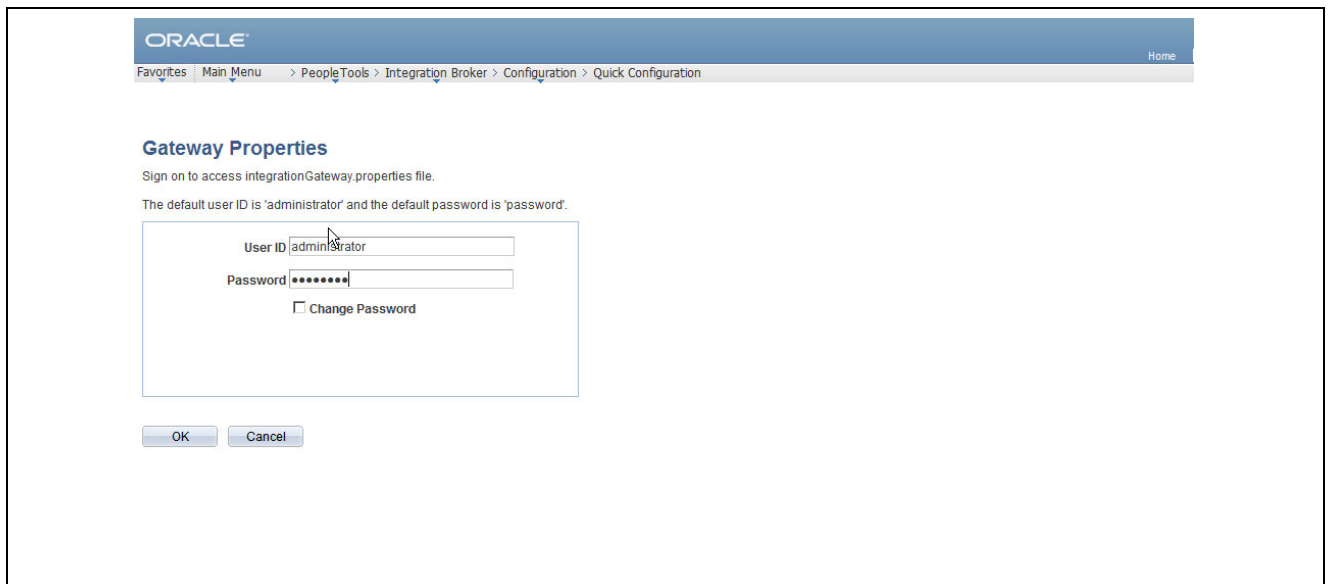 ORACLE
Home
Favorites Main Menu > PeopleTools > Integration Broker > Configuration > Quick Configuration
Gateway Properties
Sign on to access integrationGateway.properties file.
The default user ID is 'administrator' and the default password is 'password'.
User ID administrator
Password ••••••••
Change Password
OK Cancel